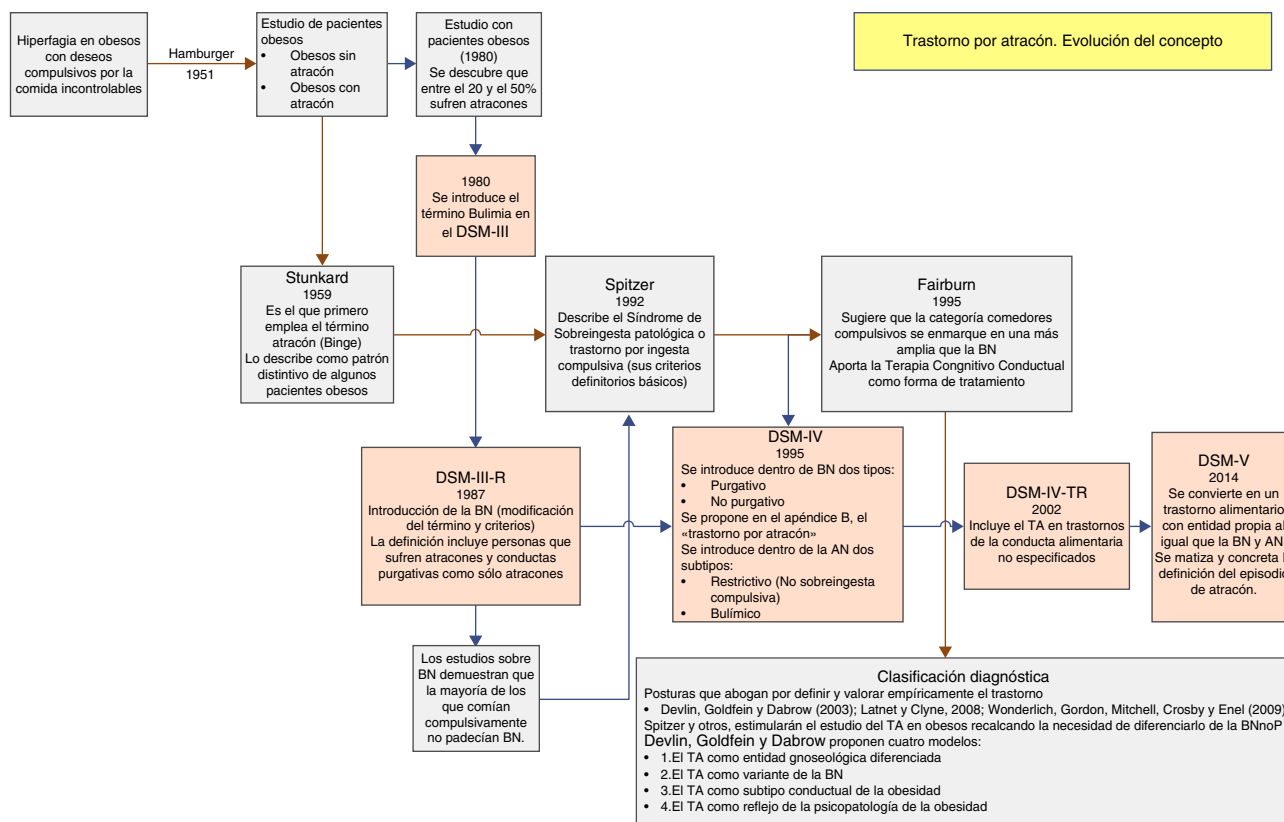 Hiperfagia en obesos
con deseos
compulsivos por la
comida incontrolables
Hamburger
1951
Estudio de pacientes
obesos
• Obesos sin
atracón
• Obesos con
atracón
Estudio con
pacientes obesos
(1980)
Se descubre que
entre el 20 y el 50%
sufren atracones
Trastorno por atracón. Evolución del concepto
1980
Se introduce el
término Bulimia en
el DSM-III
Stunkard
1959
Es el que primero
emplea el término
atracón (Binge)
Lo describe como patrón
distintivo de algunos
pacientes obesos
Spitzer
1992
Describe el Síndrome de
Sobreingesta patológica o
trastorno por ingesta
compulsiva (sus criterios
definitorios básicos)
Fairburn
1995
Sugiere que la categoría comedores
compulsivos se enmarque en una más
amplia que la BN
Aporta la Terapia Congnitivo Conductual
como forma de tratamiento
DSM-III-R
1987
Introducción de la BN (modificación
del término y criterios)
La definición incluye personas que
sufren atracones y conductas
purgativas como sólo atracones
DSM-IV
1995
Se introduce dentro de BN dos tipos:
• Purgativo
• No purgativo
Se propone en el apéndice B, el
«trastorno por atracón»
Se introduce dentro de la AN dos
subtipos:
• Restrictivo (No sobreingesta
compulsiva)
• Bulímico
DSM-IV-TR
2002
Incluye el TA en trastornos
de la conducta alimentaria
no especificados
DSM-V
2014
Se convierte en un
trastorno alimentario
con entidad propia al
igual que la BN y AN
Se matiza y concreta l
definición del episodio
de atracón.
Los estudios sobre
BN demuestran que
la mayoría de los
que comían
compulsivamente
no padecían BN.
Clasificación diagnóstica
Posturas que abogan por definir y valorar empíricamente el trastorno
• Devlin, Goldfein y Dabrow (2003); Latnet y Clyne, 2008; Wonderlich, Gordon, Mitchell, Crosby y Enel (2009)
Spitzer y otros, estimularán el estudio del TA en obesos recalcando la necesidad de diferenciarlo de la BNnoP
Devlin, Goldfein y Dabrow proponen cuatro modelos:
• 1.El TA como entidad gnoseológica diferenciada
• 2.El TA como variante de la BN
• 3.El TA como subtipo conductual de la obesidad
• 4.El TA como reflejo de la psicopatología de la obesidad